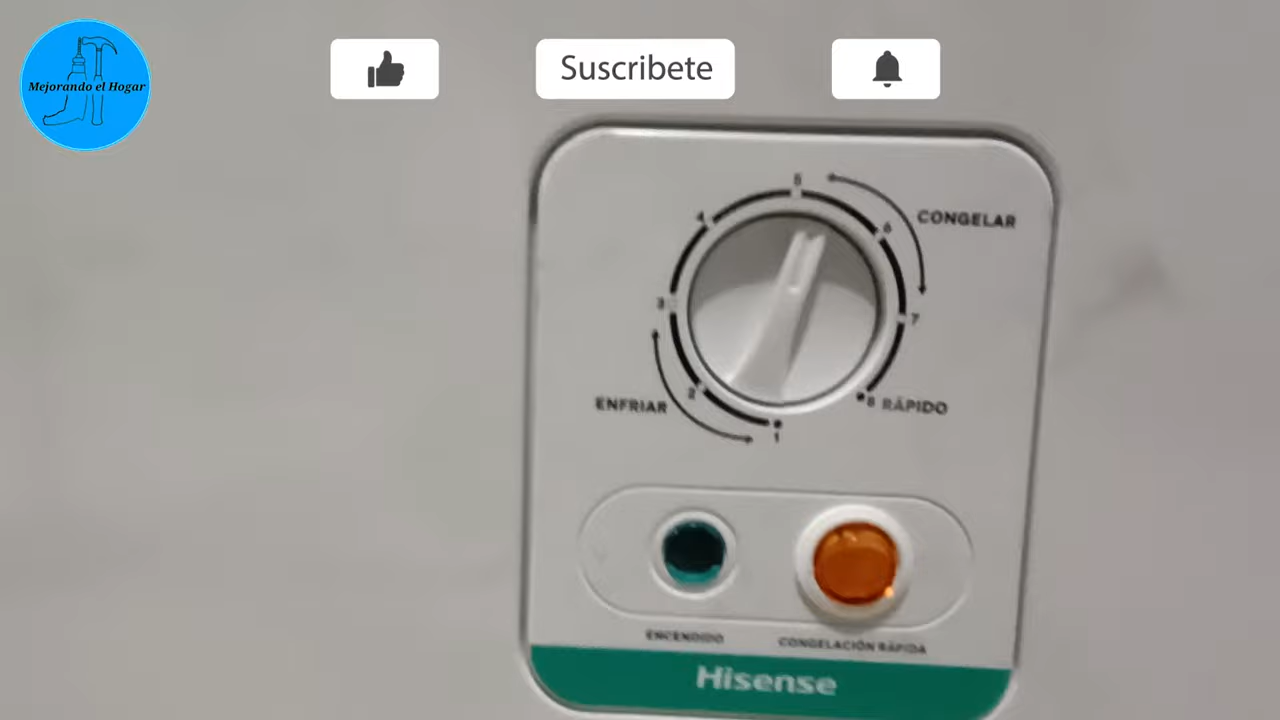 Mejorando el Hogar
Suscribete
5
CONGELAR
4
6
3
7
ENFRIAR
2
8 RÁPIDO
1
ENCENDIDO
CONGELACIÓN RÁPIDA
Hisense